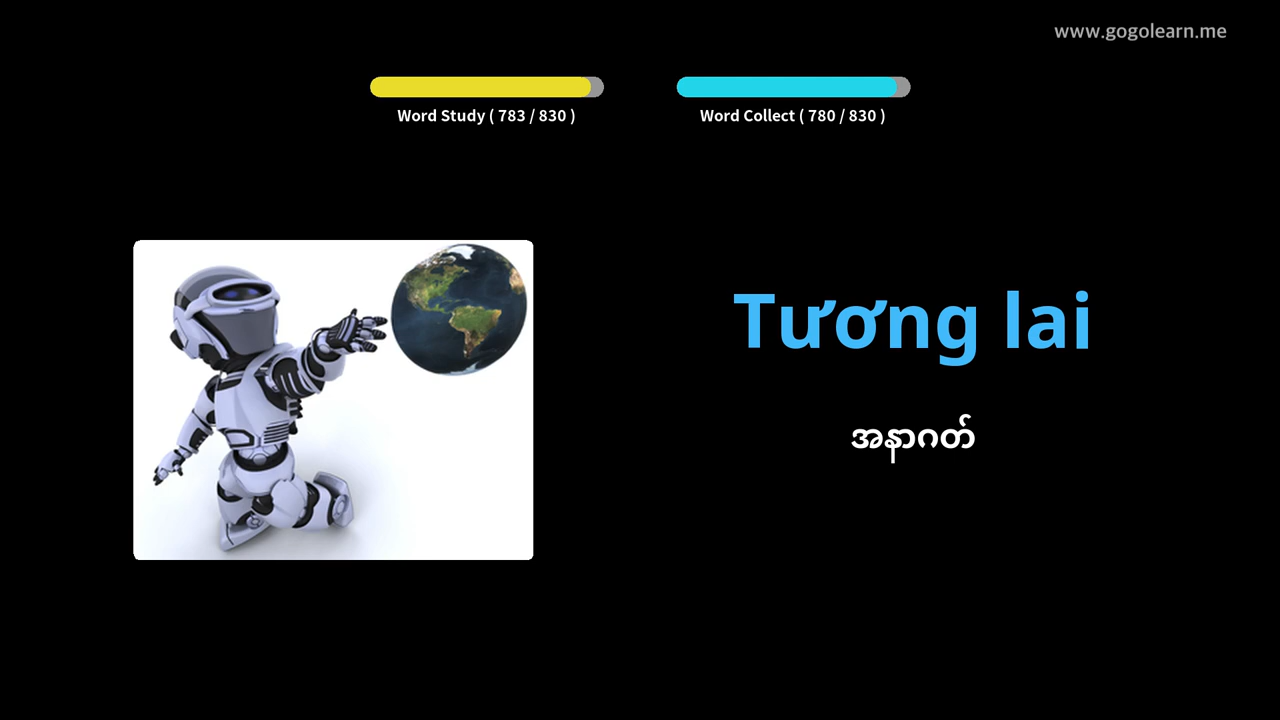 www.gogolearn.me
Word Study ( 783 / 830 )
Word Collect ( 780 / 830 )
Tương lai
အနာဂတ်